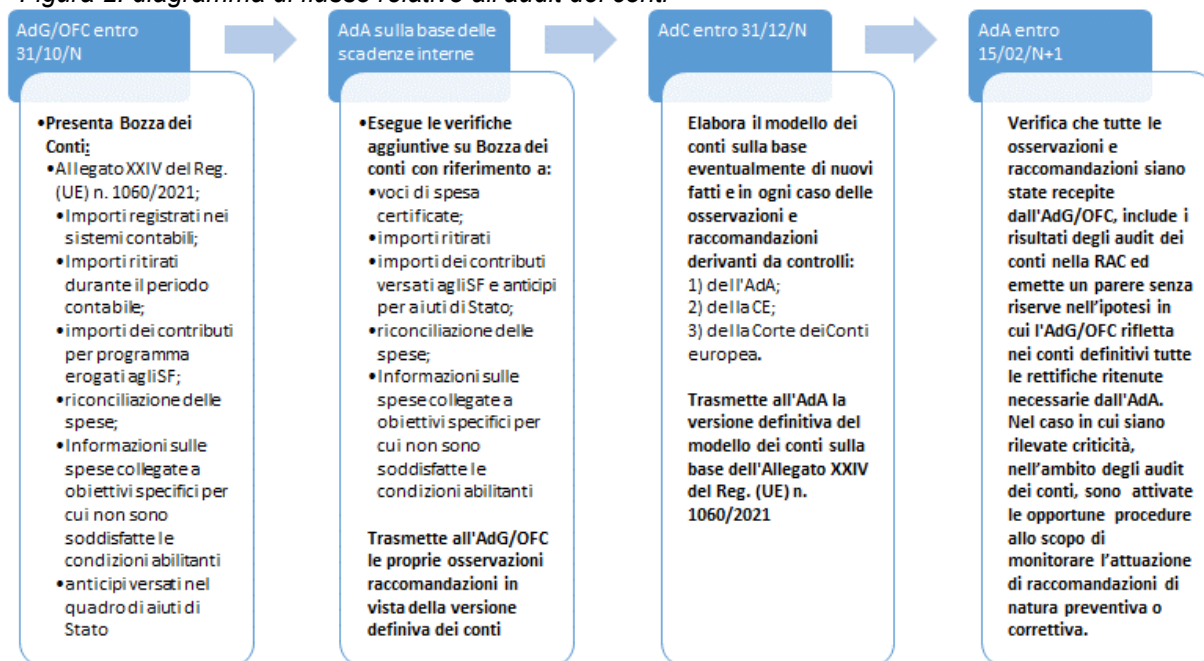 Figura 2: diagramma di flusso relativo all'audit dei conti
AdG/OFC entro
31/10/N
•Presenta Bozza dei
Conti:
•Allegato XXIV del Reg.
(UE) n. 1060/2021;
•Importi registrati nei
sistemi contabili;
•Importi ritirati
durante il periodo
contabile;
•importi dei contributi
per programma
erogati agli SF;
•riconciliazione delle
spese;
•Informazioni sulle
spese collegate a
obiettivi specifici per
cui non sono
soddisfatte le
condizioni abilitanti
•anticipi versati nel
quadro di aiuti di
Stato
AdA sulla base delle
scadenze interne
•Esegue le verifiche
aggiuntive su Bozza dei
conti con riferimento a:
•voci di spesa
certificate;
•importi ritirati
•importi dei contributi
versati agli SF e anticipi
per aiuti di Stato;
•riconciliazione delle
spese;
•Informazioni sulle
spese collegate a
obiettivi specifici per
cui non sono
soddisfatte le
condizioni abilitanti
Trasmette all'AdG/OFC
le proprie osservazioni
raccomandazioni in
vista della versione
definiva dei conti
AdC entro 31/12/N
Elabora il modello dei
conti sulla base
eventualmente di nuovi
fatti e in ogni caso delle
osservazioni e
raccomandazioni
derivanti da controlli:
1) dell'AdA;
2) della CE;
3) della Corte dei Conti
europea.
Trasmette all'AdA la
versione definitiva del
modello dei conti sulla
base dell'Allegato XXIV
del Reg. (UE) n.
1060/2021
AdA entro
15/02/N+1
Verifica che tutte le
osservazioni e
raccomandazioni siano
state recepite
dall'AdG/OFC, include i
risultati degli audit dei
conti nella RAC ed
emette un parere senza
riserve nell'ipotesi in
cui l'AdG/OFC rifletta
nei conti definitivi tutte
le rettifiche ritenute
necessarie dall'AdA.
Nel caso in cui siano
rilevate criticità,
nell'ambito degli audit
dei conti, sono attivate
le opportune procedure
allo scopo di
monitorare l'attuazione
di raccomandazioni di
natura preventiva o
correttiva.